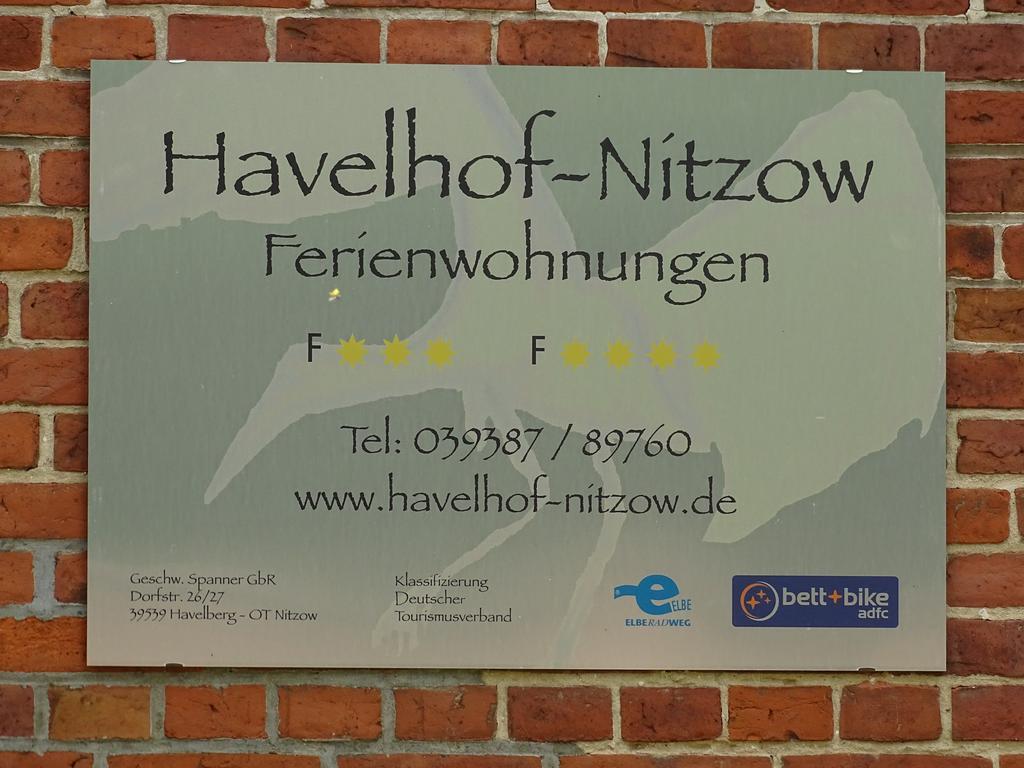 Havelhof-Nitzow
Ferienwohnungen
F F
Tel: 039387 / 89760
www.havelhof-nitzow.de
Geschw. Spanner GbR
Dorfstr. 26/27
39539 Havelberg - OT Nitzow
Klassifizierung
Deutscher
Tourismusverband
e ELBE
ELBERADWEG
bett+bike
adfc